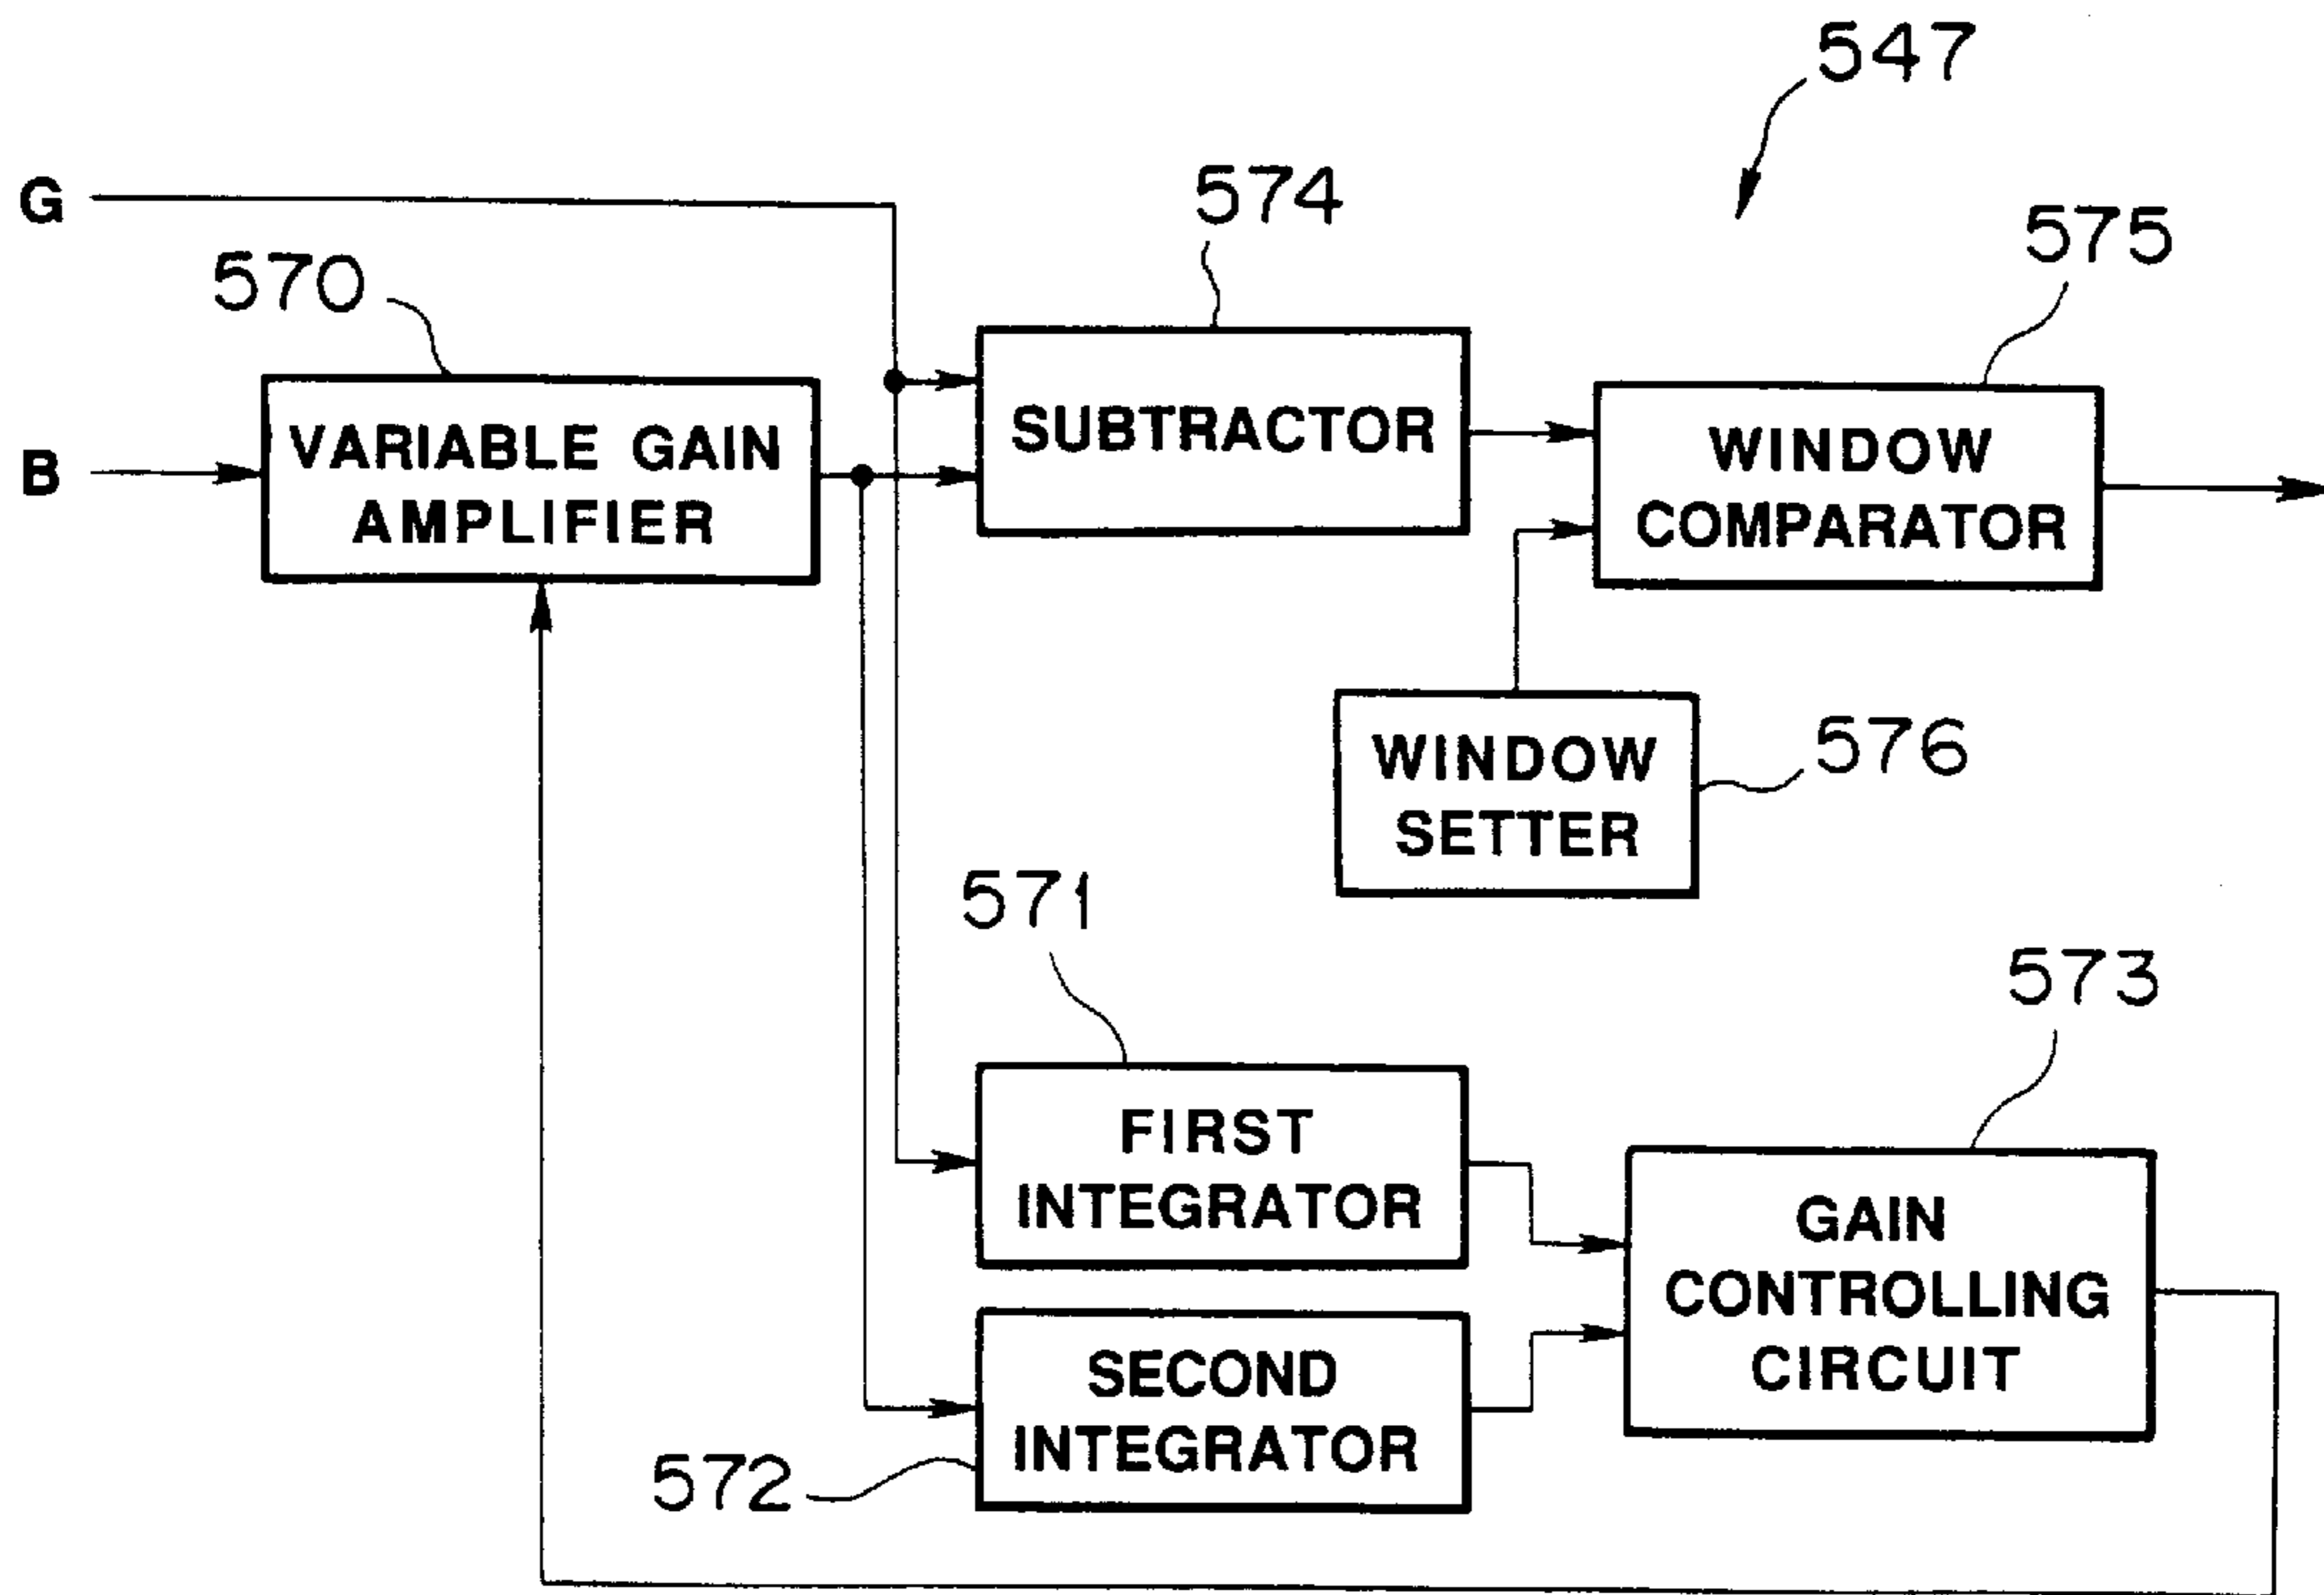 547
G
574
575
570
SUBTRACTOR
B
VARIABLE GAIN
AMPLIFIER
WINDOW
COMPARATOR
WINDOW
SETTER
576
571
573
FIRST
INTEGRATOR
GAIN
CONTROLLING
CIRCUIT
SECOND
INTEGRATOR
572